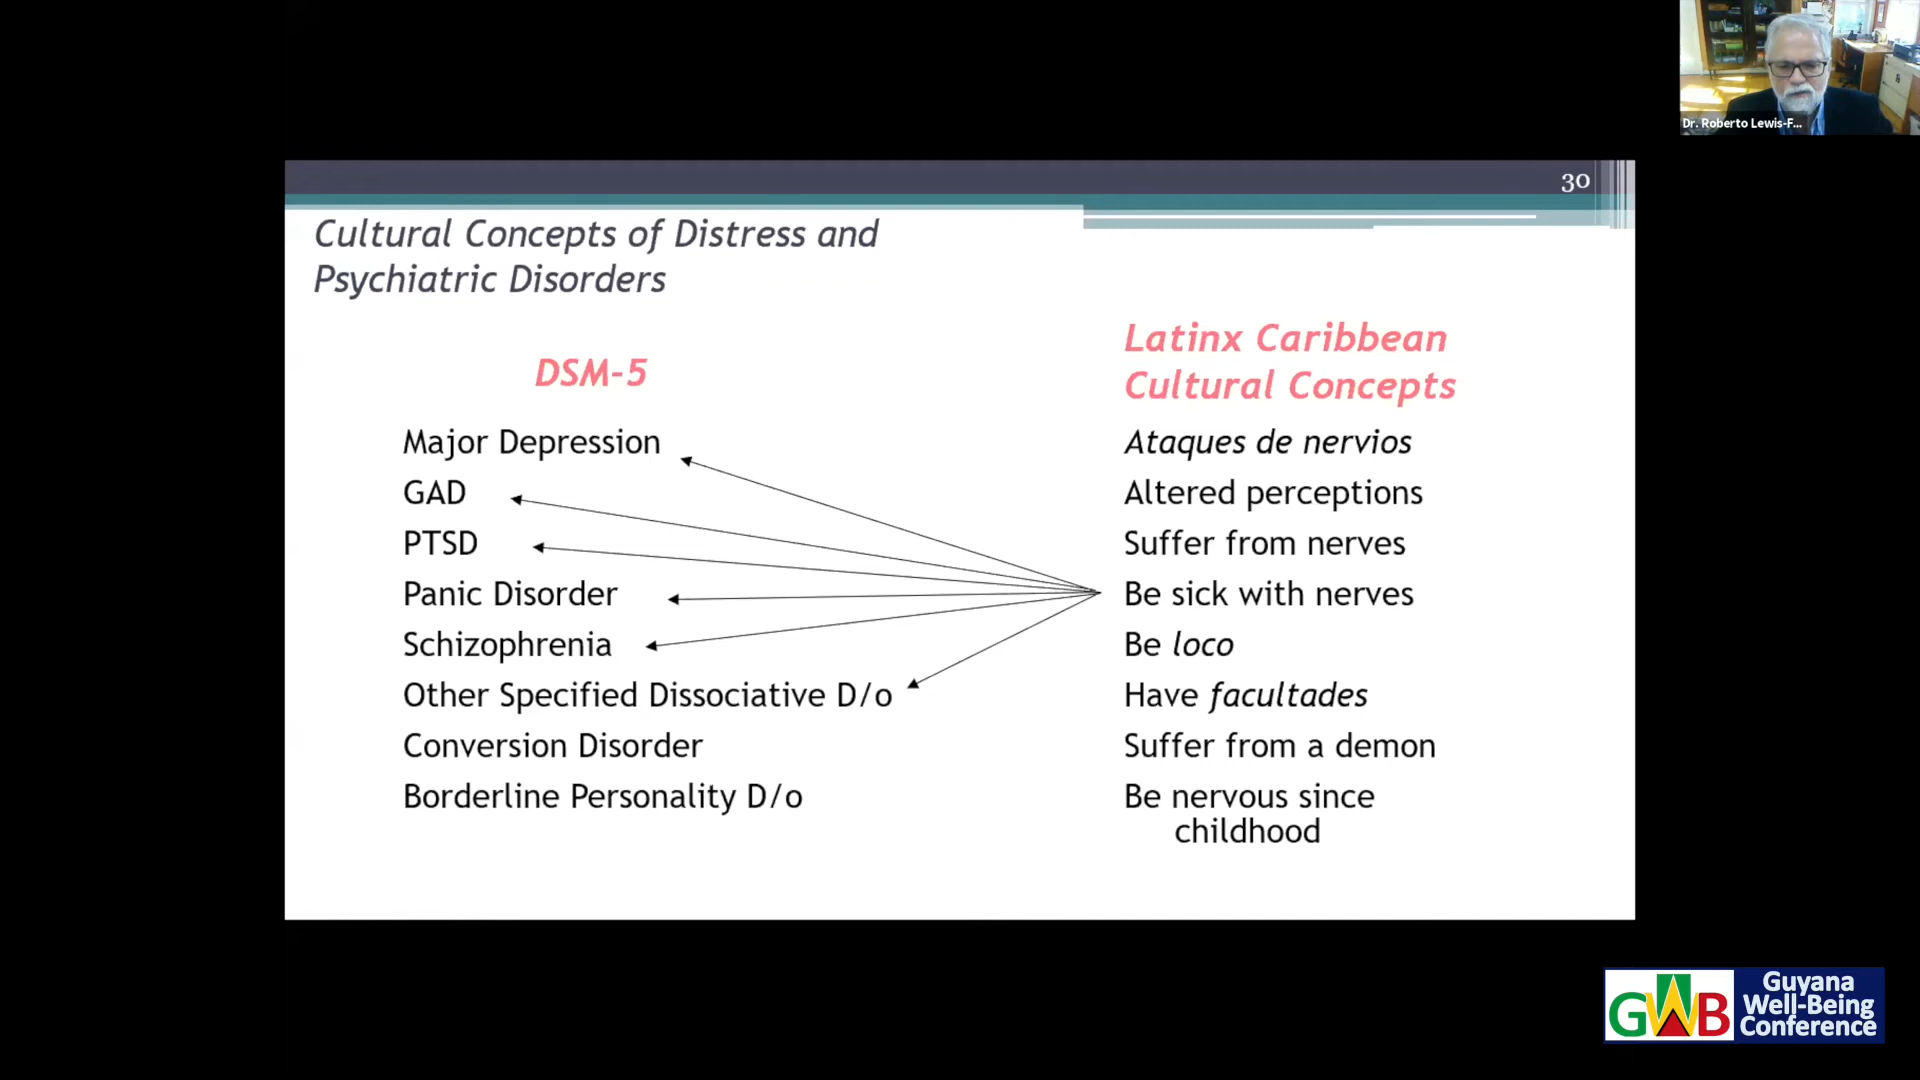 Dr. Roberto Lewis-F...
30
Cultural Concepts of Distress and
Psychiatric Disorders
DSM-5
Major Depression
GAD
PTSD
Panic Disorder
Schizophrenia
Other Specified Dissociative D/o
Conversion Disorder
Borderline Personality D/o
Latinx Caribbean
Cultural Concepts
Ataques de nervios
Altered perceptions
Suffer from nerves
Be sick with nerves
Be loco
Have facultades
Suffer from a demon
Be nervous since
childhood
GWB
Guyana
Well-Being
Conference